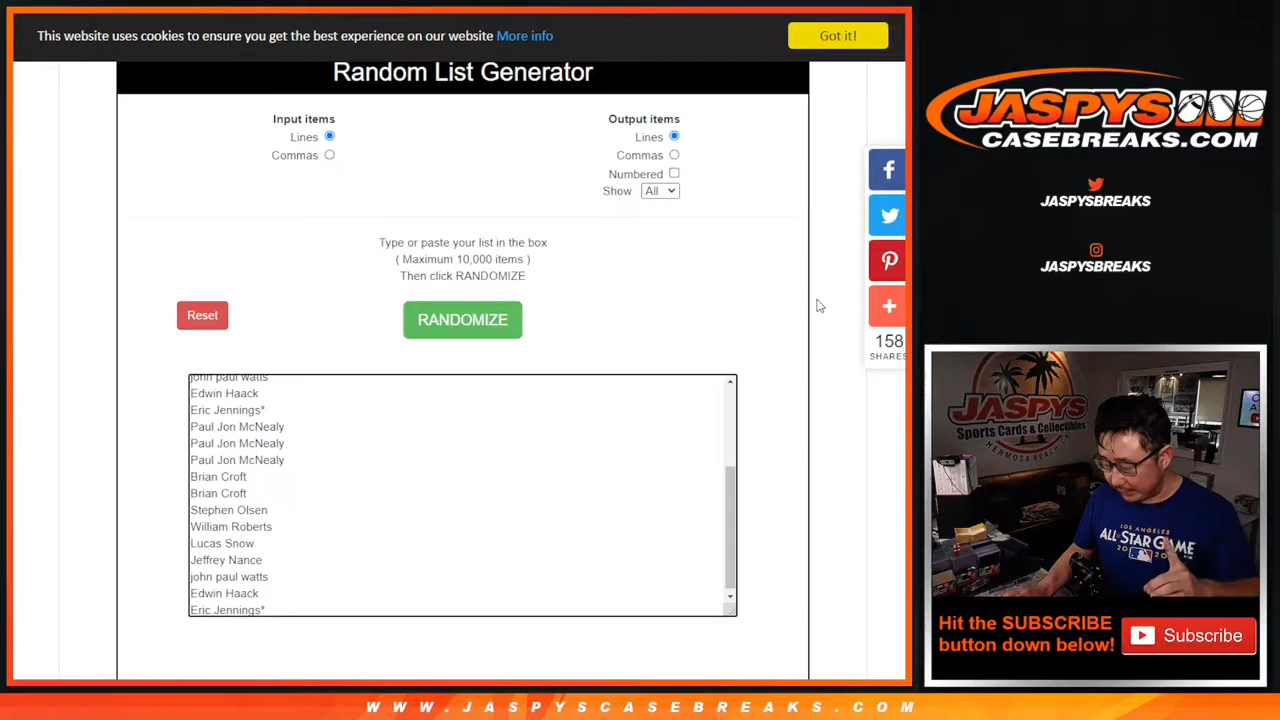 This website uses cookies to ensure you get the best experience on our website More info
Got it!
Random List Generator
Input items
Lines
Commas
Output items
Lines
Commas
Numbered
Show All
Type or paste your list in the box
( Maximum 10,000 items )
Then click RANDOMIZE
Reset
RANDOMIZE
john paul watts
Edwin Haack
Eric Jennings*
Paul Jon McNealy
Paul Jon McNealy
Paul Jon McNealy
Brian Croft
Brian Croft
Stephen Olsen
William Roberts
Lucas Snow
Jeffrey Nance
john paul watts
Edwin Haack
Eric Jennings*
158
SHARES
JASPYS
CASEBREAKS.COM
JASPYSBREAKS
JASPYSBREAKS
JASPYS
Sports Cards & Collectibles
HERMOSA BEACH, CA
LOS ANGELES
ALL STAR GAME
Hit the SUBSCRIBE
button down below!
Subscribe
WWW.JASPYSCASEBREAKS.COM